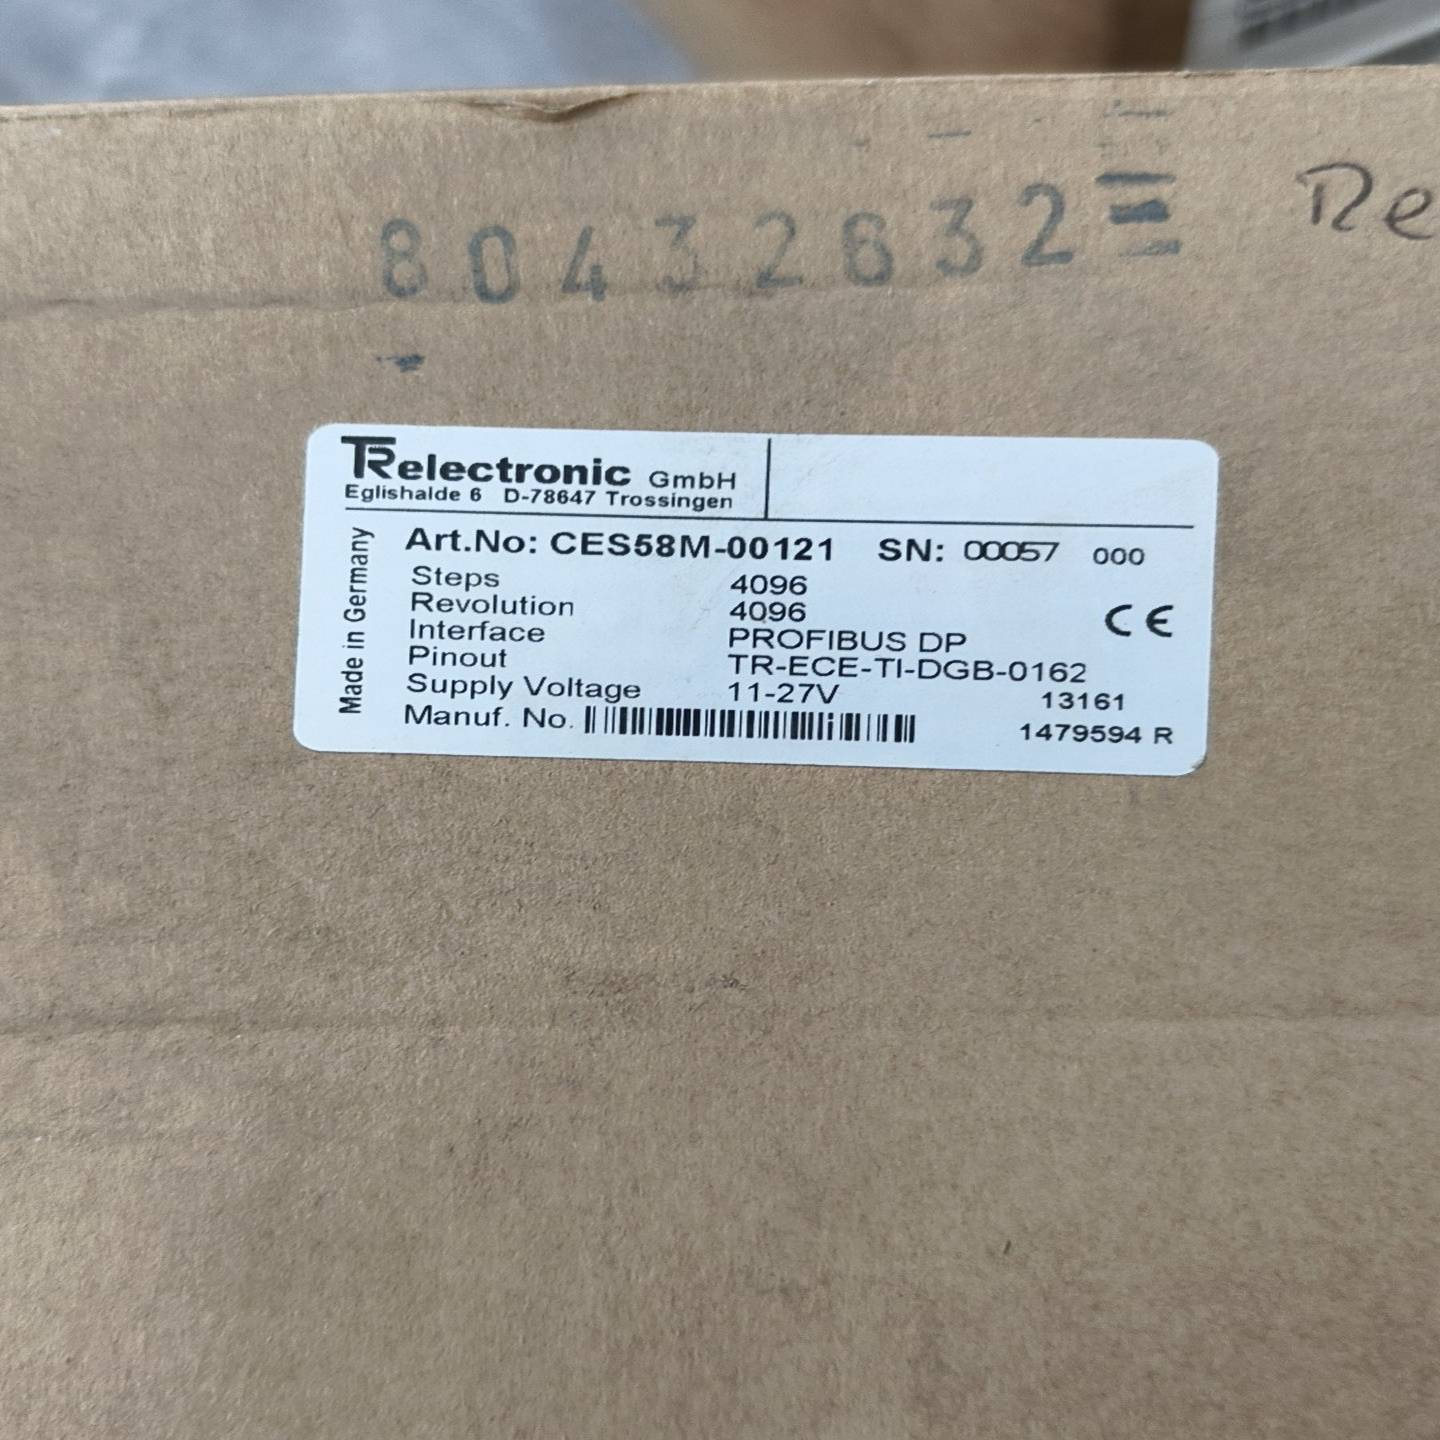 80432632
Re
TRelectronic GmbH
Eglishalde 6 D-78647 Trossingen
Made in Germany
Art.No: CES58M-00121 SN: 00057 000
Steps 4096
Revolution 4096
CE
Interface PROFIBUS DP
Pinout TR-ECE-TI-DGB-0162
Supply Voltage 11-27V 13161
Manuf. No. 1479594 R